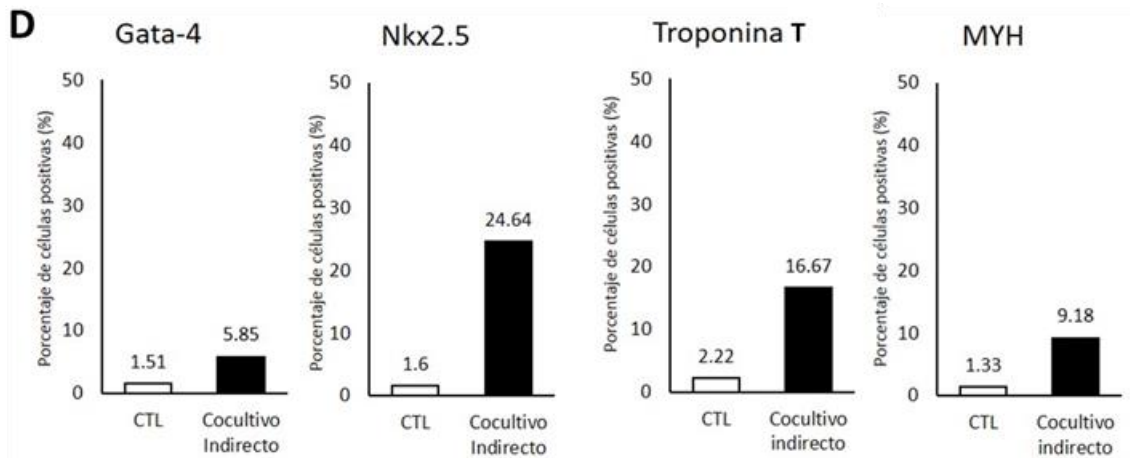 D
Gata-4
Porcentaje de células positivas (%)
50
40
30
20
10
0
1.51
5.85
CTL
Cocultivo
Indirecto
Nkx2.5
Porcentaje de células positivas (%)
50
40
30
20
10
0
1.6
24.64
CTL
Cocultivo
Indirecto
Troponina T
Porcentaje de células positivas (%)
50
40
30
20
10
0
2.22
16.67
CTL
Cocultivo
indirecto
MYH
Porcentaje de células positivas (%)
50
40
30
20
10
0
1.33
9.18
CTL
Cocultivo
indirecto